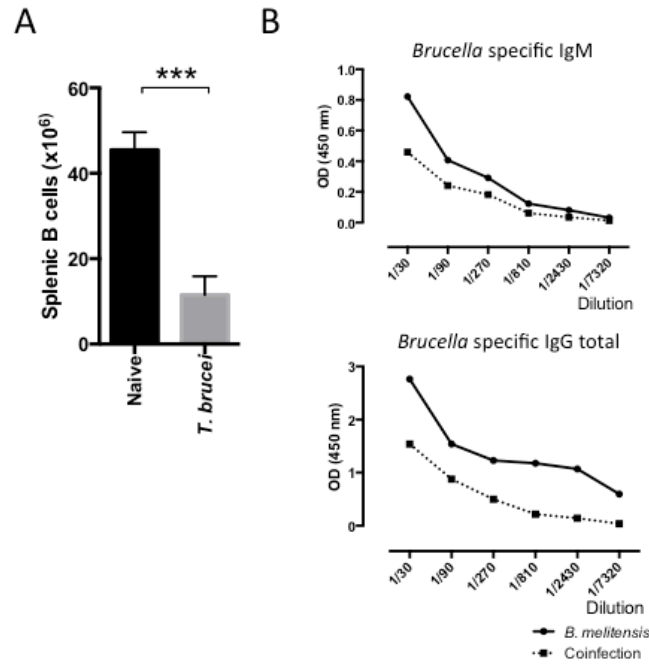 A
B
***
Splenic B cells (x10⁶)
60
40
20
0
Naive
T. brucei
Brucella specific IgM
OD (450 nm)
1.0
0.8
0.6
0.4
0.2
0.0
1/30
1/90
1/270
1/810
1/2430
1/7320
Dilution
Brucella specific IgG total
OD (450 nm)
3
2
1
0
1/30
1/90
1/270
1/810
1/2430
1/7320
Dilution
B. melitensis
Coinfection